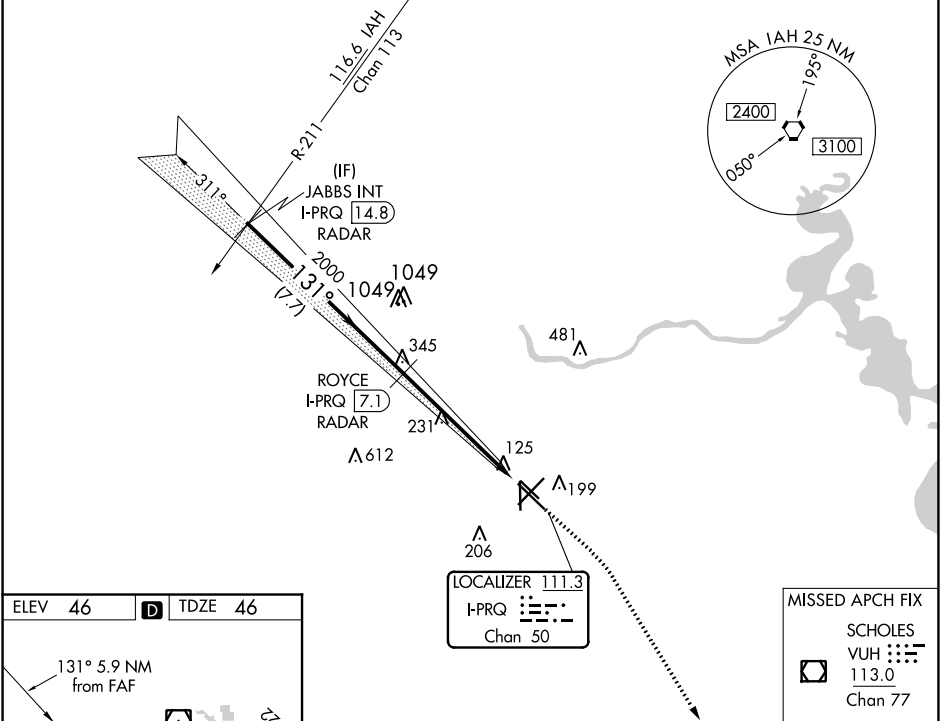 116.6 IAH
Chan 113
R-211
MSA IAH 25 NM
195°
2400
3100
050°
311°
(IF)
JABBS INT
I-PRQ 14.8
RADAR
2000
131°
(7.7)
1049
1049
345
481
ROYCE
I-PRQ 7.1
RADAR
231
125
612
199
206
LOCALIZER 111.3
I-PRQ
Chan 50
ELEV 46 D TDZE 46
131° 5.9 NM
from FAF
22
MISSED APCH FIX
SCHOLES
VUH
113.0
Chan 77